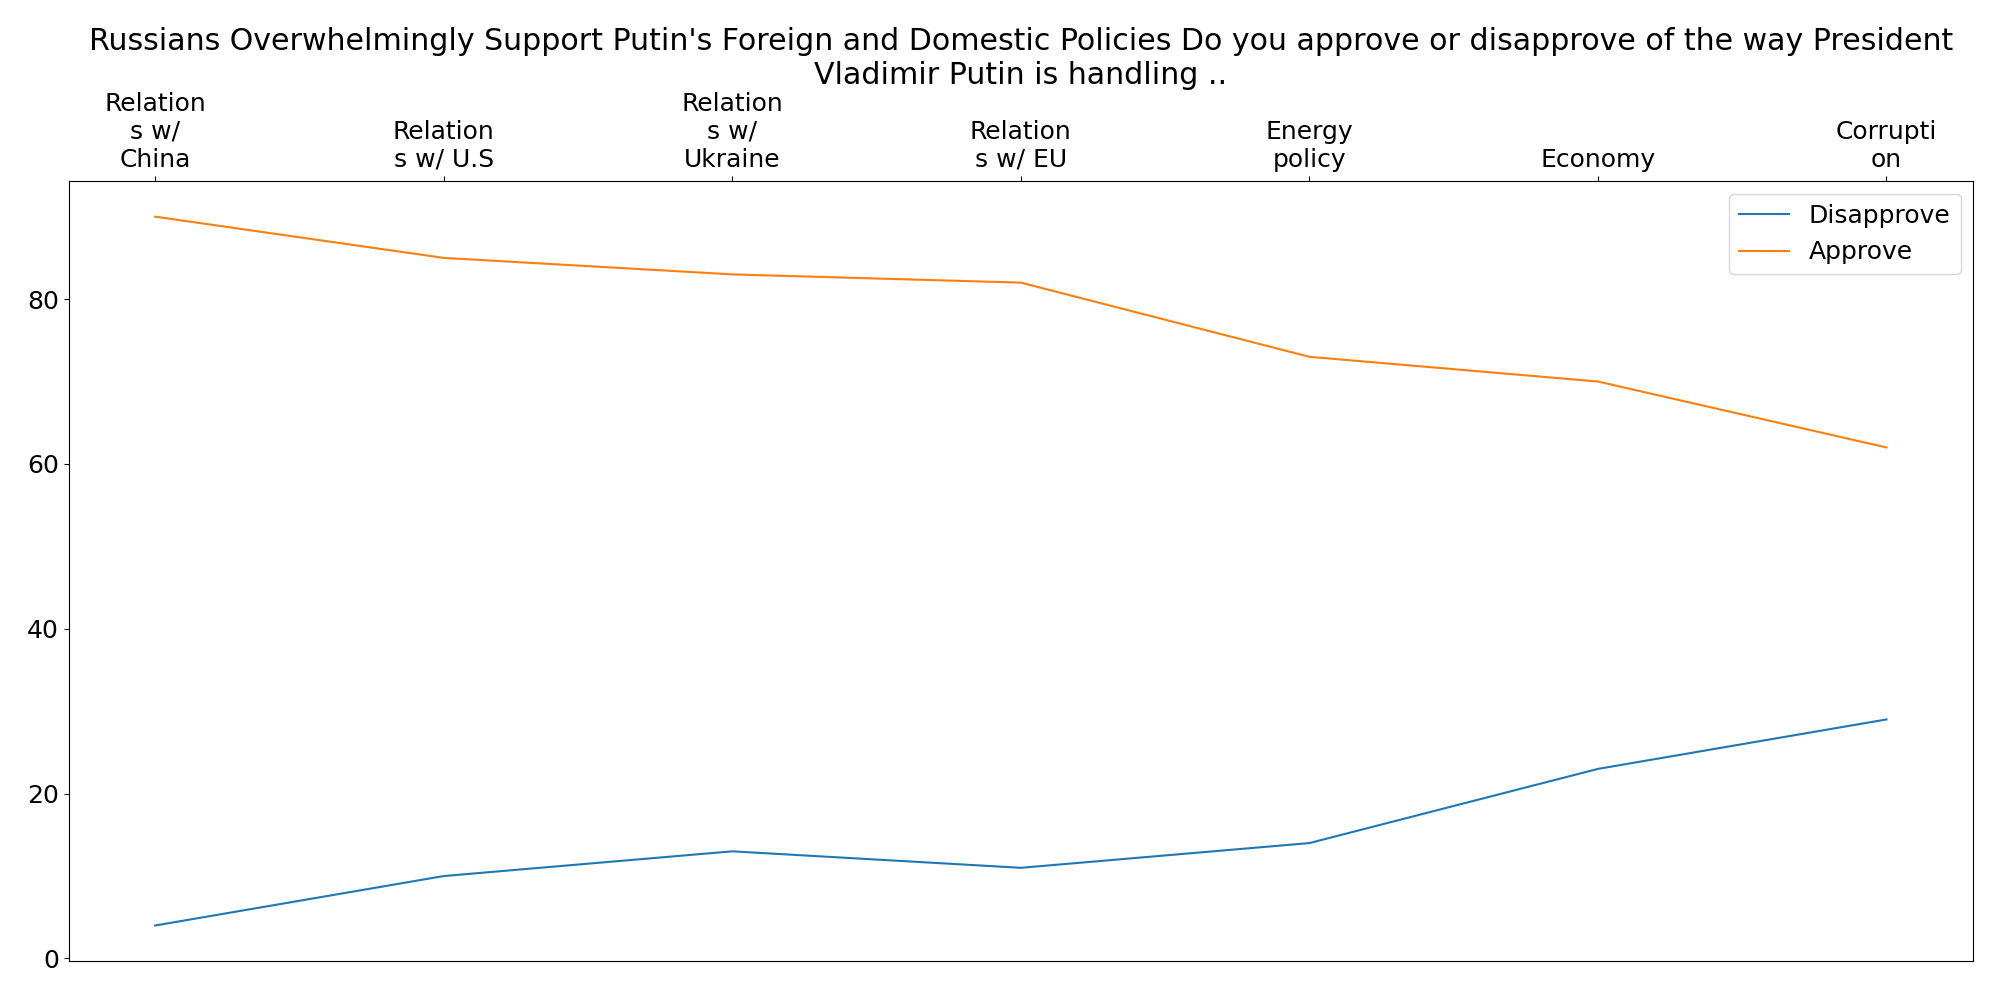 Russians Overwhelmingly Support Putin's Foreign and Domestic Policies Do you approve or disapprove of the way President
Vladimir Putin is handling ..
Relation
s w/
China
Relation
s w/ U.S
Relation
s w/
Ukraine
Relation
s w/ EU
Energy
policy
Economy
Corrupti
on
Disapprove
Approve
80
60
40
20
0